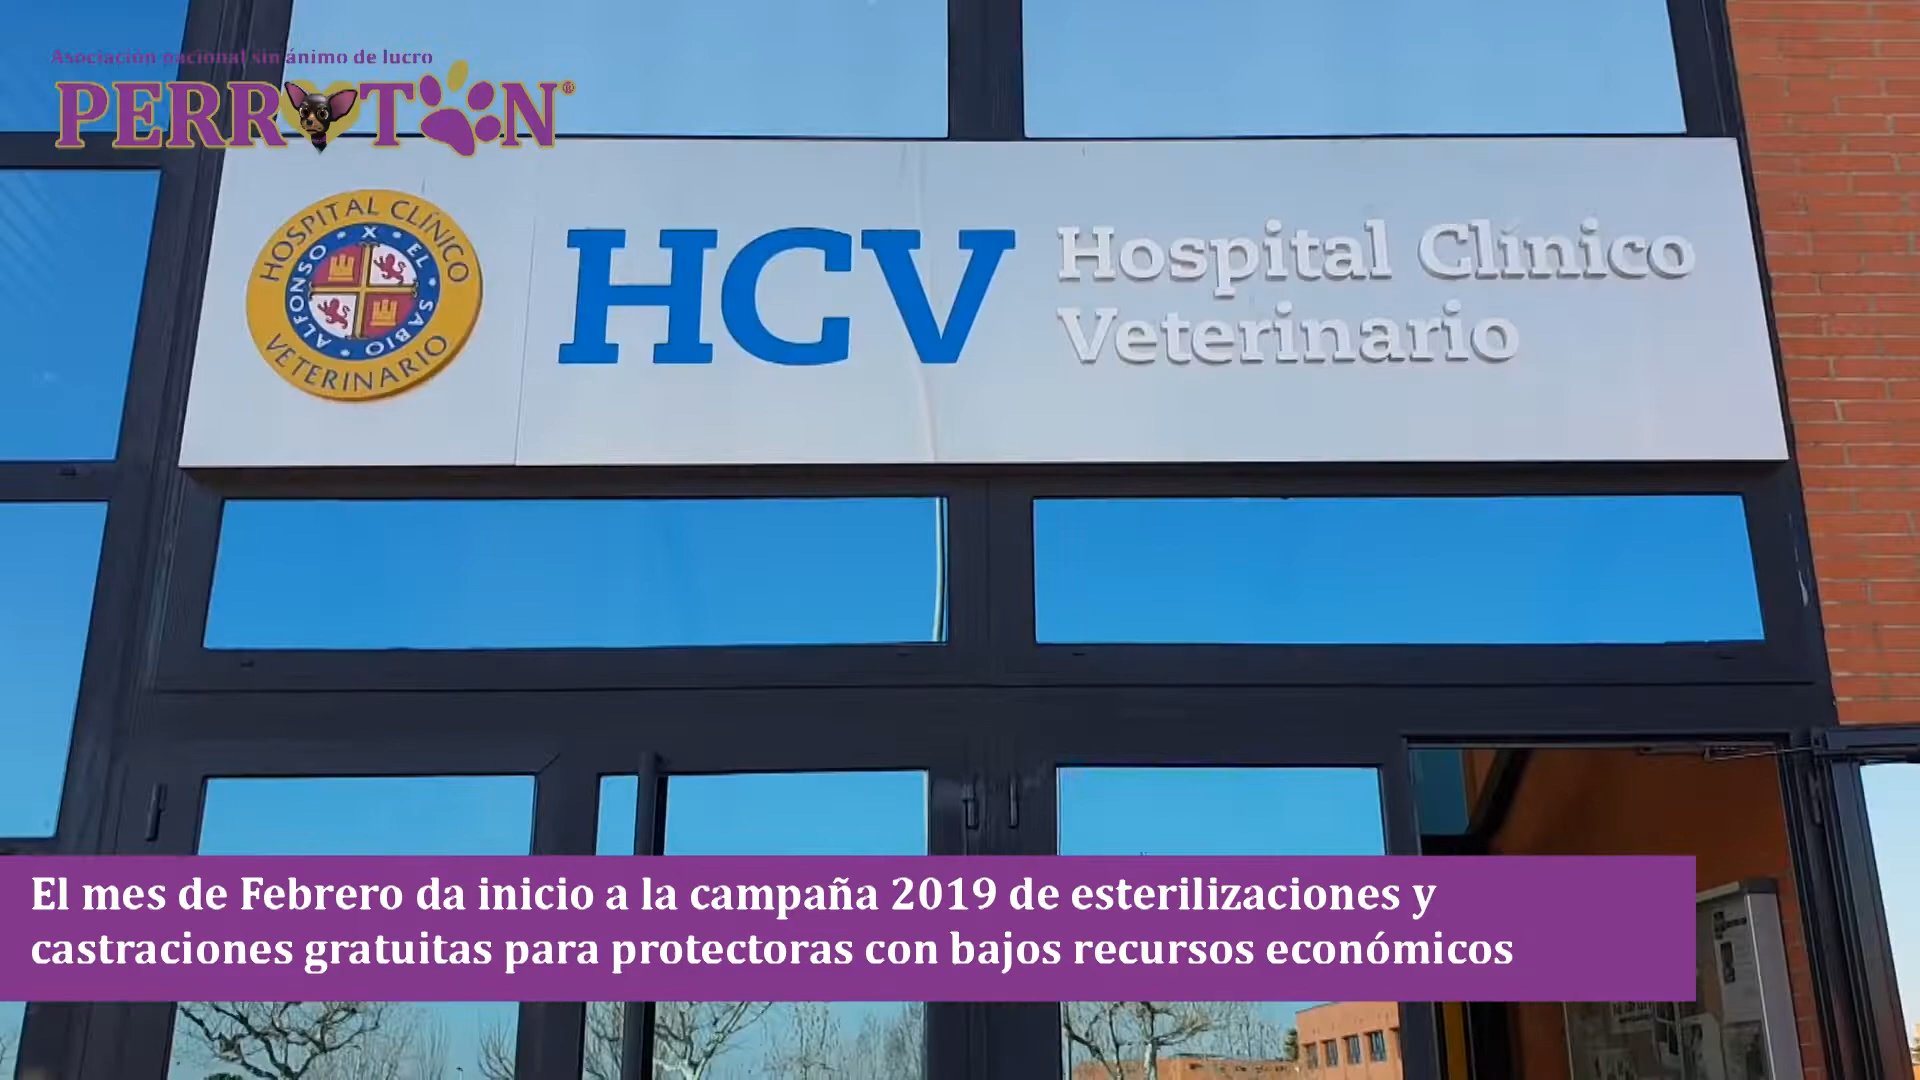 Asociación nacional sin ánimo de lucro
PERROTON®
HOSPITAL CLÍNICO
VETERINARIO
ALFONSO X EL SABIO
HCV
Hospital Clínico
Veterinario
El mes de Febrero da inicio a la campaña 2019 de esterilizaciones y
castraciones gratuitas para protectoras con bajos recursos económicos